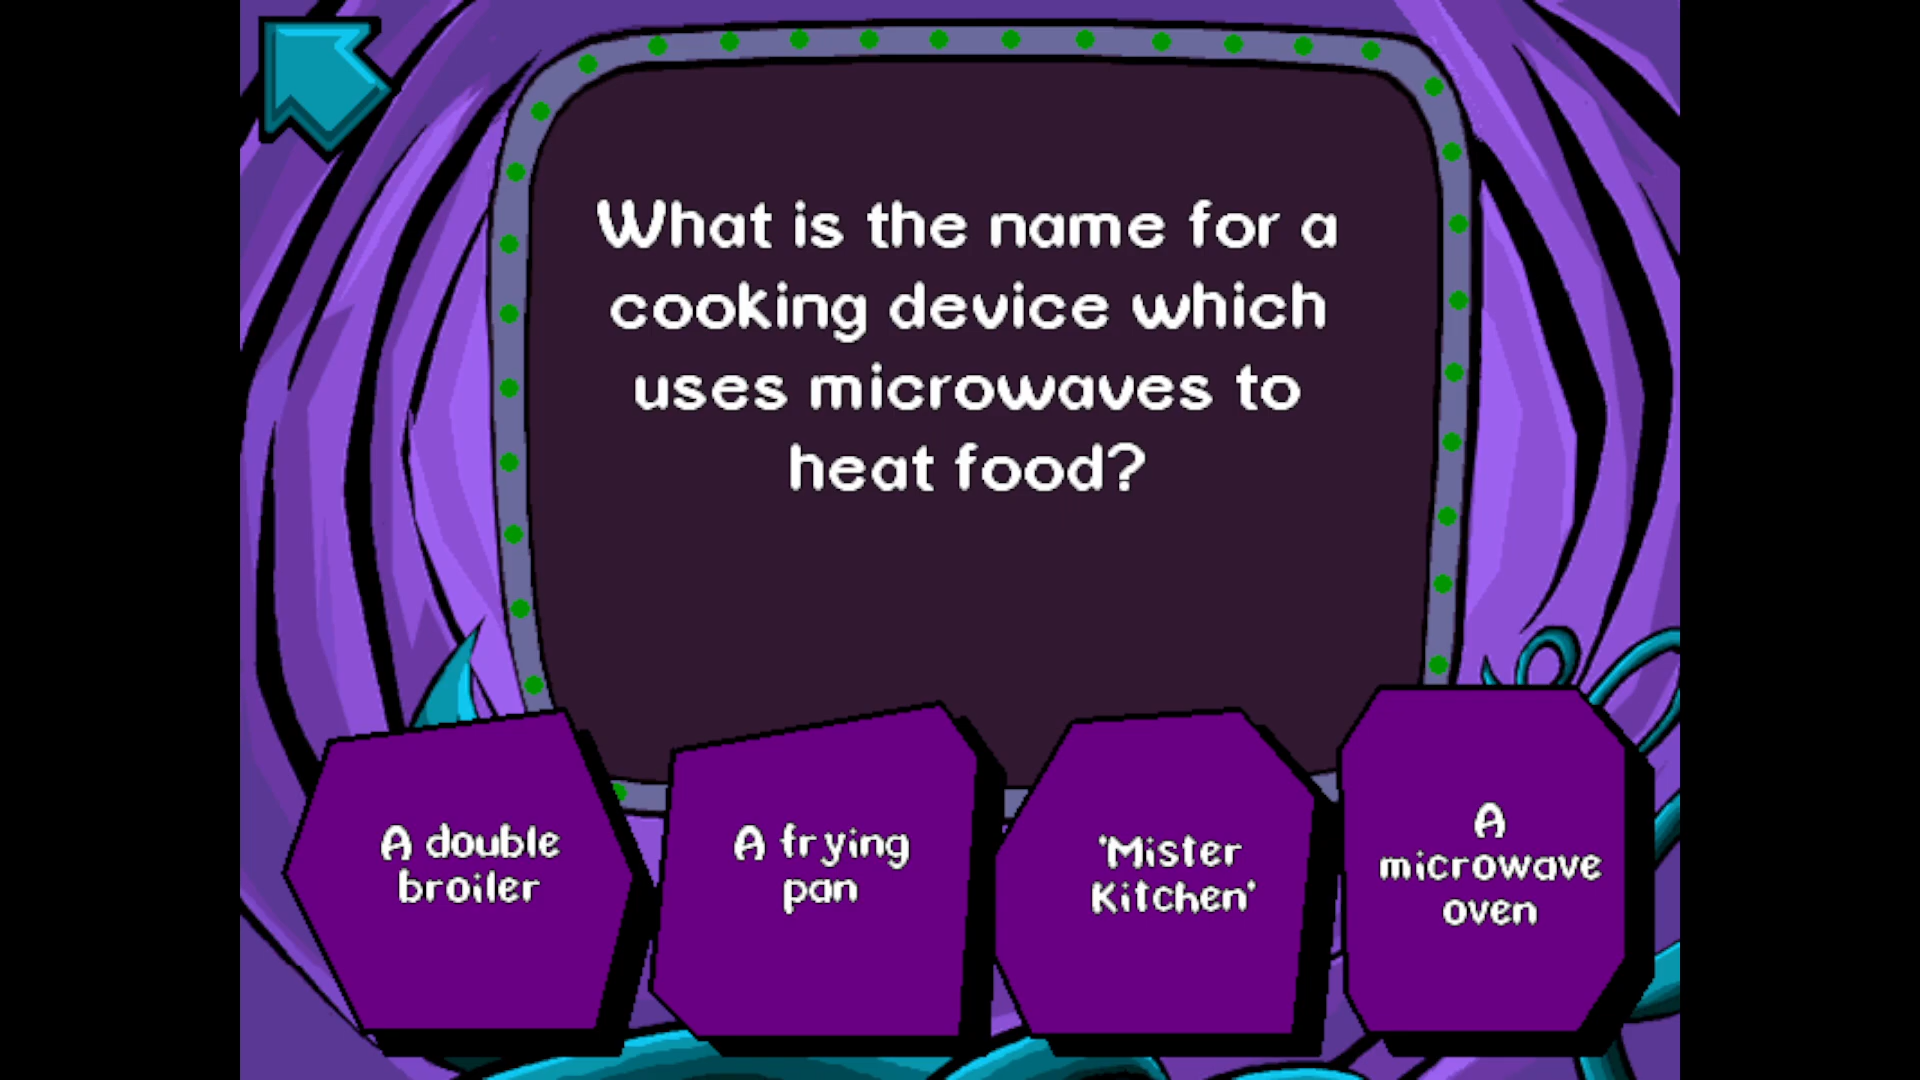 What is the name for a
cooking device which
uses microwaves to
heat food?
A double
broiler
A frying
pan
'Mister
Kitchen'
A
microwave
oven